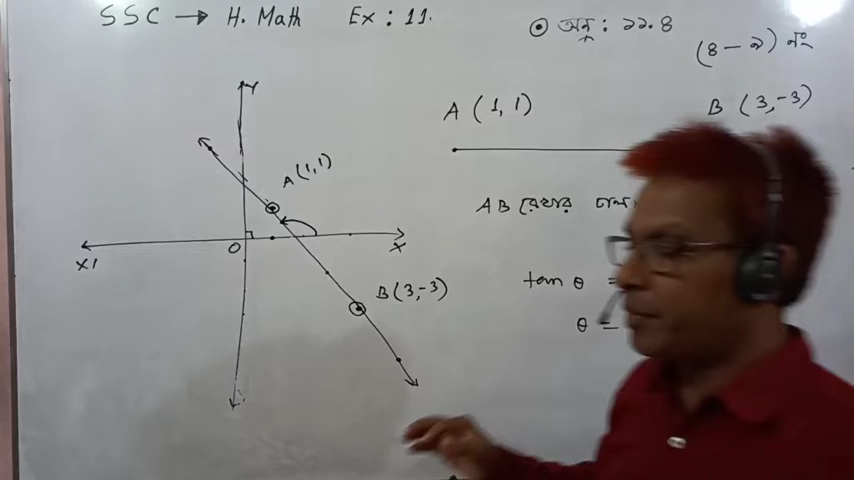 SSC → H. Math Ex : 11.
⊙ অনু : ১১.৪
(৪ - ৯) নং
A (1, 1)
B (3, -3)
Y
A (1, 1)
O
X
X'
B (3, -3)
AB রেখার ঢাল
tan θ =
θ =